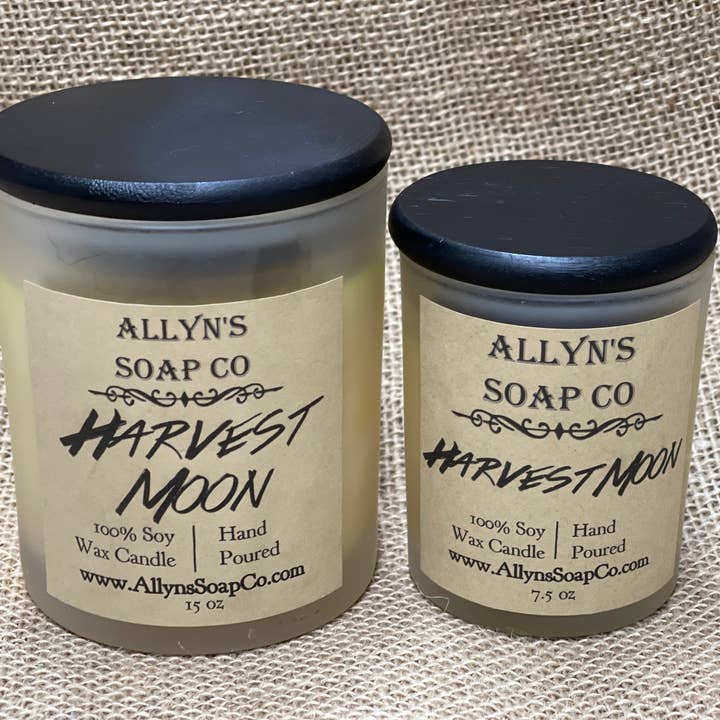 ALLYN'S
SOAP CO
HARVEST
MOON
100% Soy | Hand
Wax Candle | Poured
www.AllynsSoapCo.com
15 oz
ALLYN'S
SOAP CO
HARVEST MOON
100% Soy | Hand
Wax Candle | Poured
www.AllynsSoapCo.com
7.5 oz